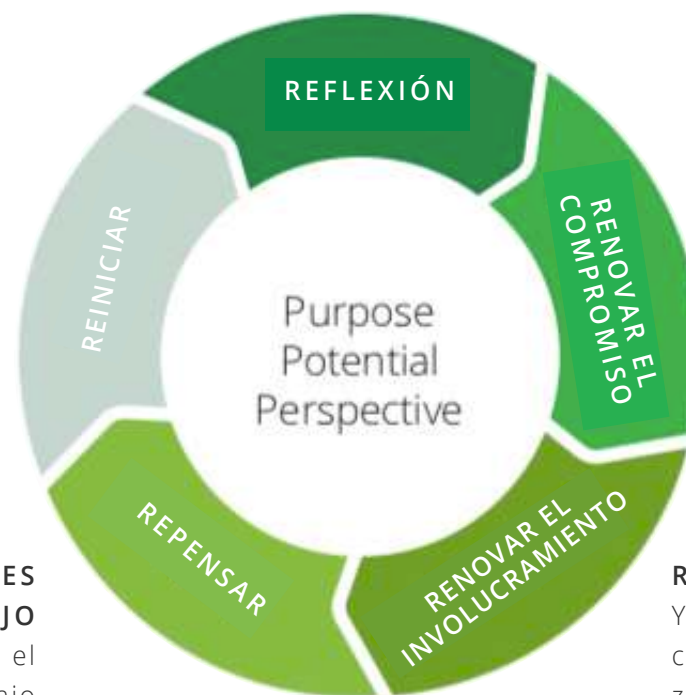 REFLEXIÓN
RENOVAR EL
COMPROMISO
RENOVAR EL
INVOLUCRAMIENTO
REPENSAR
REINICIAR
Purpose
Potential
Perspective
ES
JO
el
R
Y
c